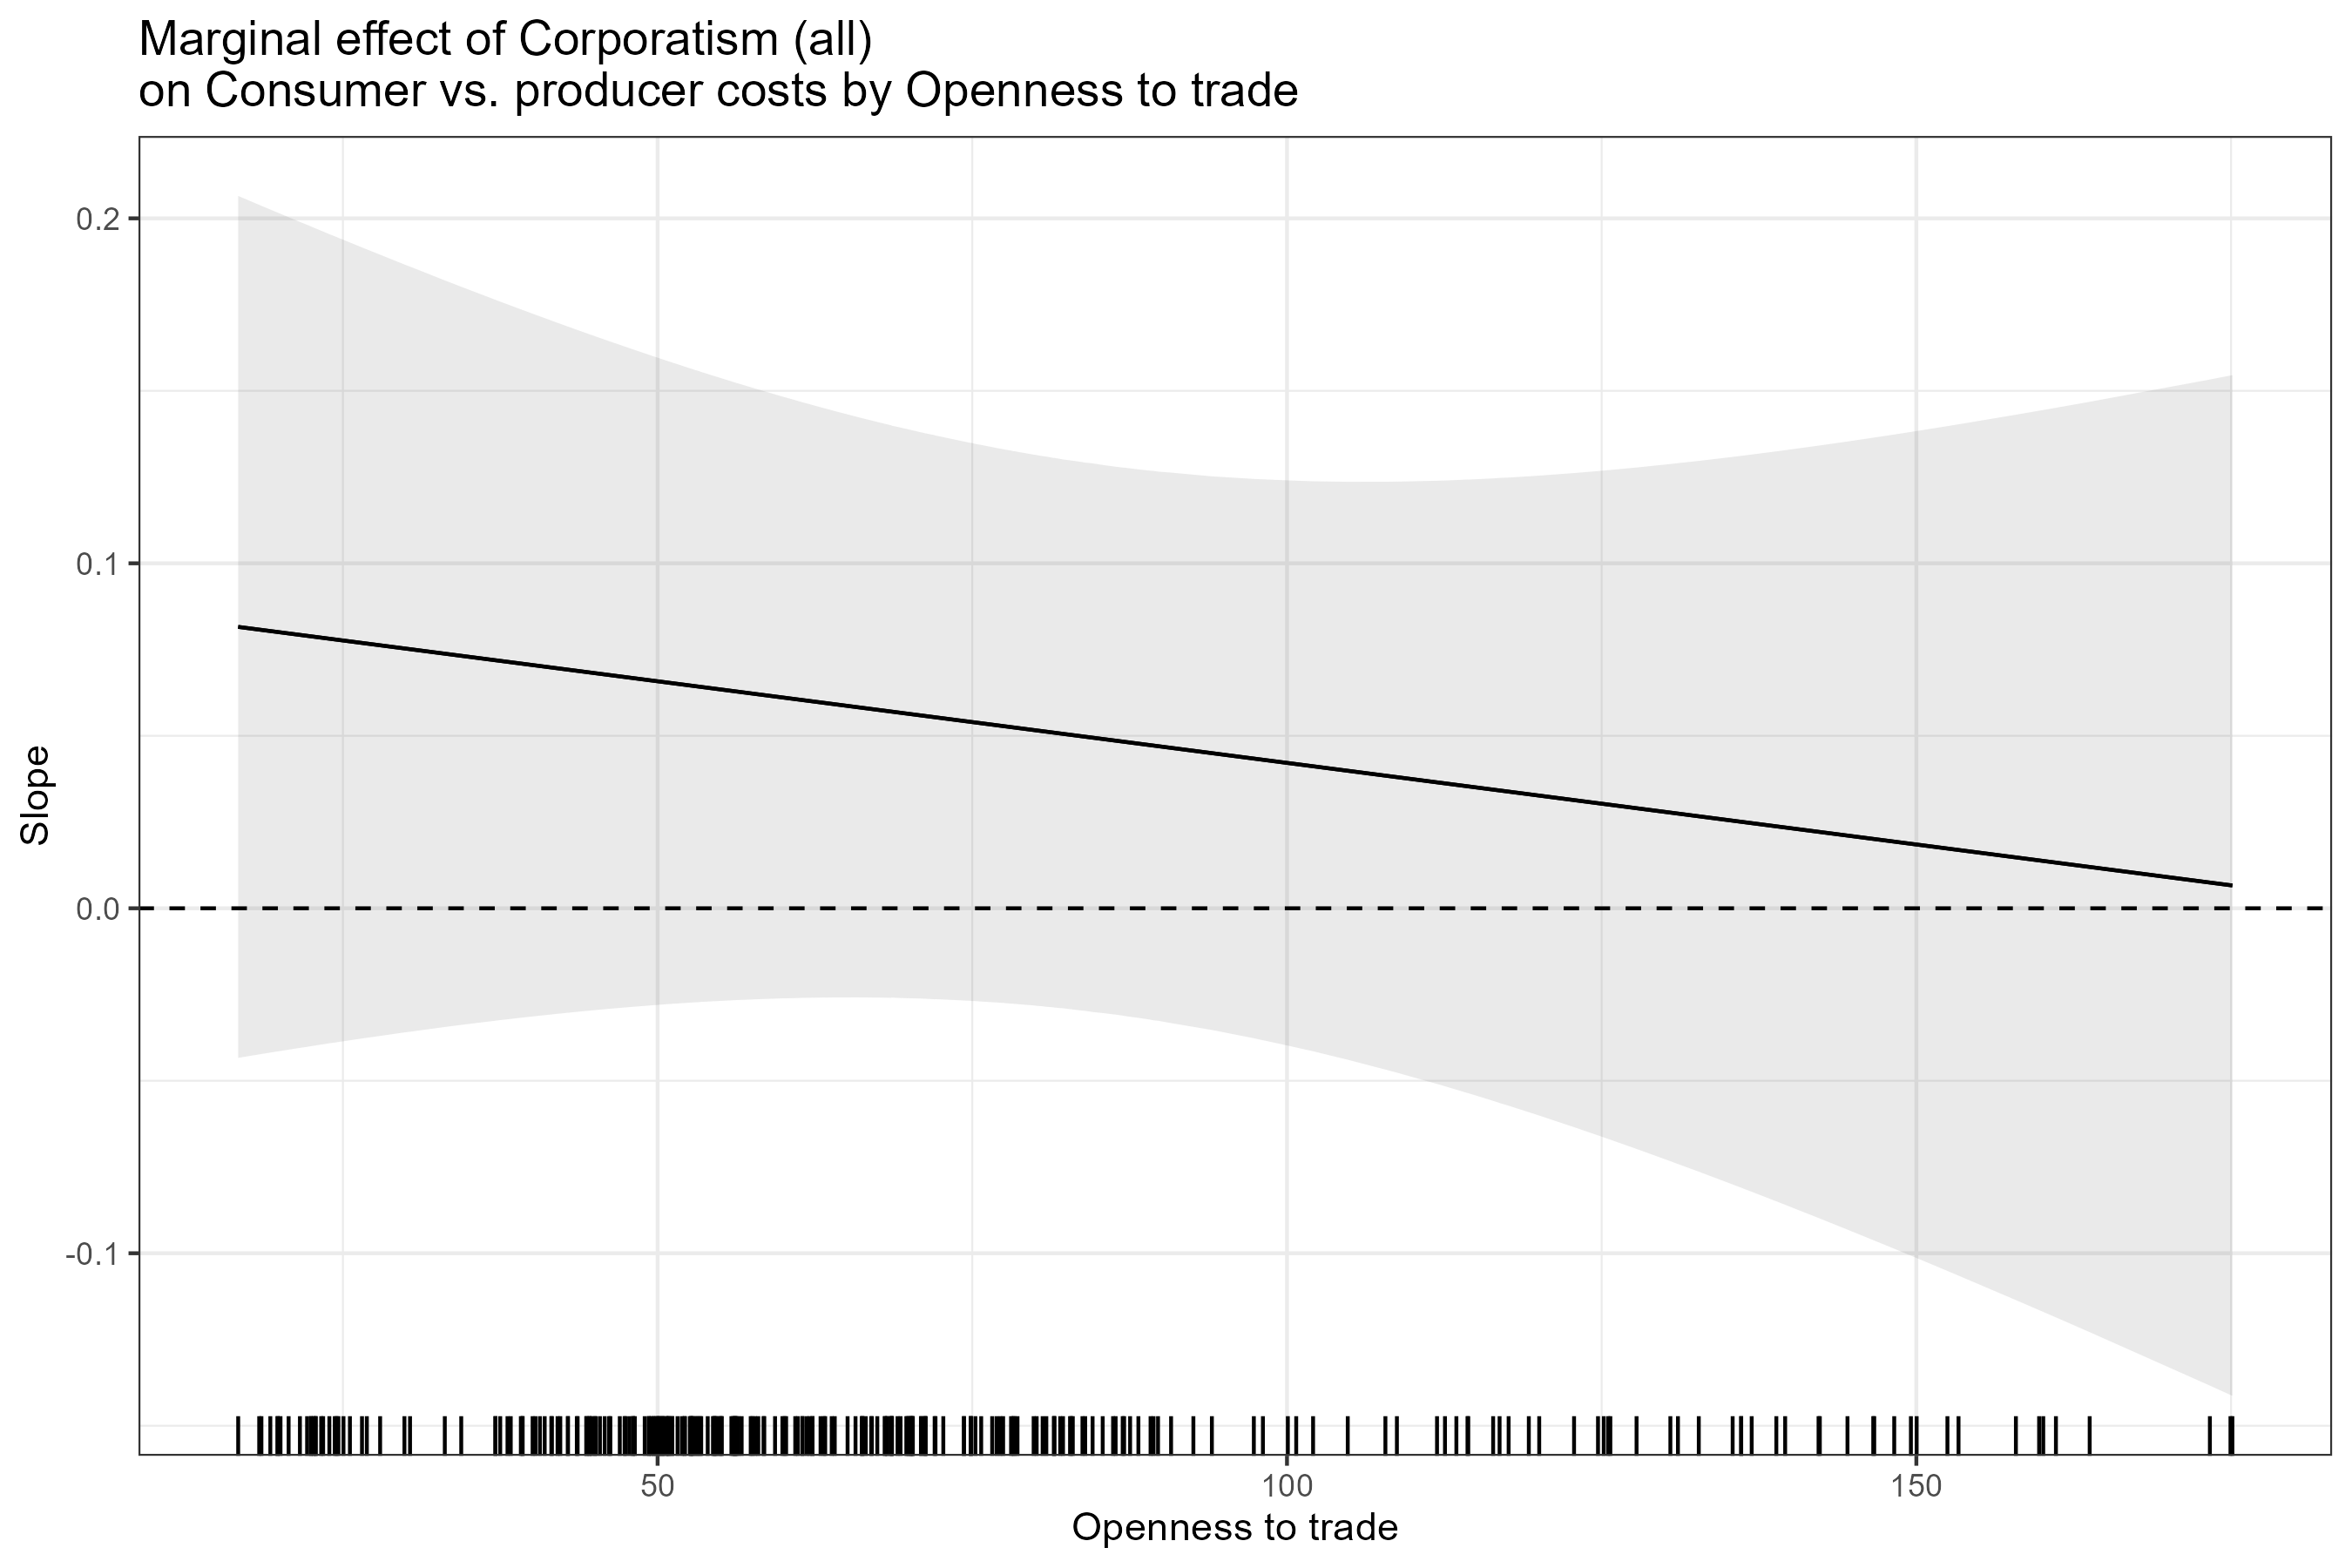 Marginal effect of Corporatism (all)
on Consumer vs. producer costs by Openness to trade
Slope
0.2
0.1
0.0
-0.1
50
100
150
Openness to trade